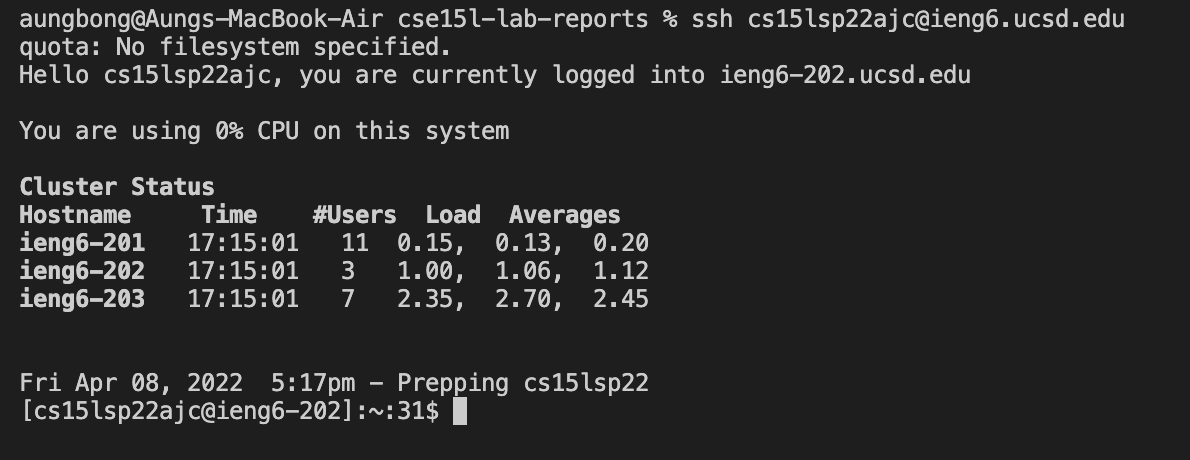 aungbong@Aungs-MacBook-Air cse15l-lab-reports % ssh cs15lsp22ajc@ieng6.ucsd.edu
quota: No filesystem specified.
Hello cs15lsp22ajc, you are currently logged into ieng6-202.ucsd.edu
You are using 0% CPU on this system
Cluster Status
Hostname     Time    #Users  Load  Averages
ieng6-201   17:15:01   11  0.15,  0.13,  0.20
ieng6-202   17:15:01   3   1.00,  1.06,  1.12
ieng6-203   17:15:01   7   2.35,  2.70,  2.45
Fri Apr 08, 2022  5:17pm - Prepping cs15lsp22
[cs15lsp22ajc@ieng6-202]:~:31$